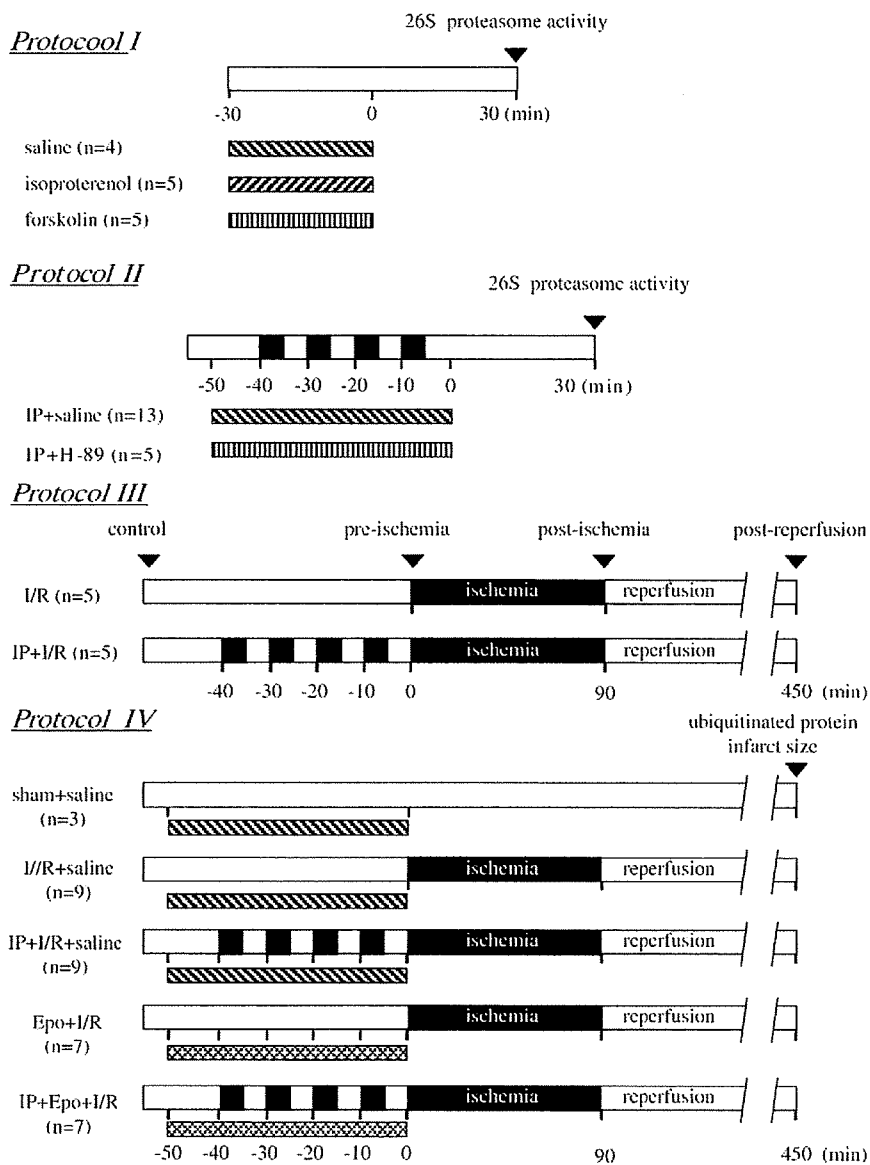 Protocool I
26S proteasome activity
-30 0 30 (min)
saline (n=4)
isoproterenol (n=5)
forskolin (n=5)
Protocol II
26S proteasome activity
-50 -40 -30 -20 -10 0 30 (min)
IP+saline (n=13)
IP+H-89 (n=5)
Protocol III
control pre-ischemia post-ischemia post-reperfusion
I/R (n=5) ischemia reperfusion
IP+I/R (n=5) ischemia reperfusion
-40 -30 -20 -10 0 90 450 (min)
Protocol IV
ubiquitinated protein
infarct size
sham+saline
(n=3)
I//R+saline ischemia reperfusion
(n=9)
IP+I/R+saline ischemia reperfusion
(n=9)
Epo+I/R ischemia reperfusion
(n=7)
IP+Epo+I/R ischemia reperfusion
(n=7)
-50 -40 -30 -20 -10 0 90 450 (min)